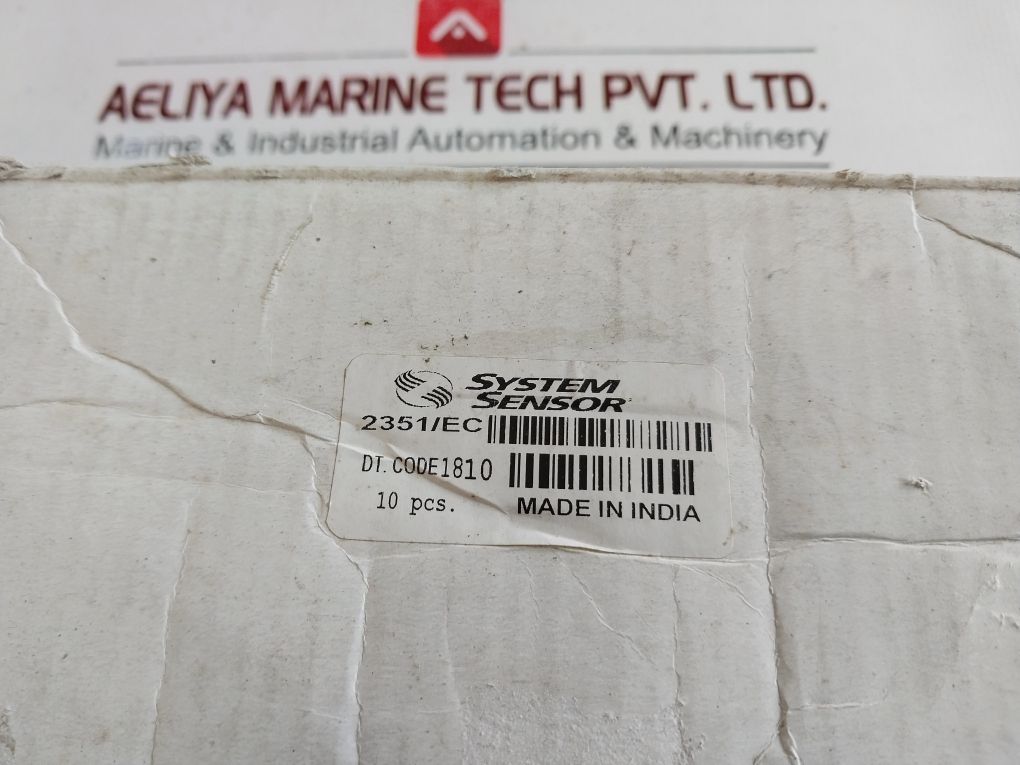 AELIYA MARINE TECH PVT. LTD.
Marine & Industrial Automation & Machinery
SYSTEM
SENSOR
2351/EC
DT. CODE1810
10 pcs.
MADE IN INDIA